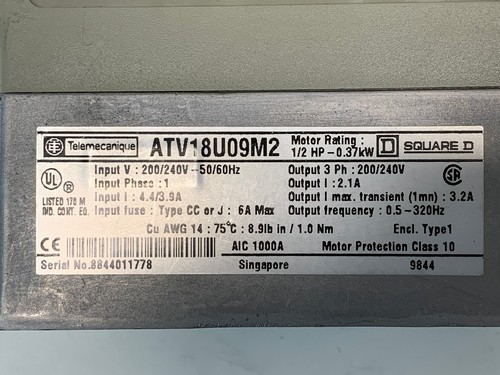 Telemecanique ATV18U09M2 Motor Rating : 1/2 HP-0.37kW D SQUARE D
Input V : 200/240V--50/60Hz Output 3 Ph : 200/240V
Input Phase : 1 Output I : 2.1A
Input I : 4.4/3.9A Output I max. transient (1mn) : 3.2A
Input fuse : Type CC or J : 6A Max Output frequency : 0.5-320Hz
UL LISTED 178 M IND. CONT. EQ.
SA
Cu AWG 14 : 75°C : 8.9lb in / 1.0 Nm Encl. Type1
CE AIC 1000A Motor Protection Class 10
Serial No.8844011778 Singapore 9844